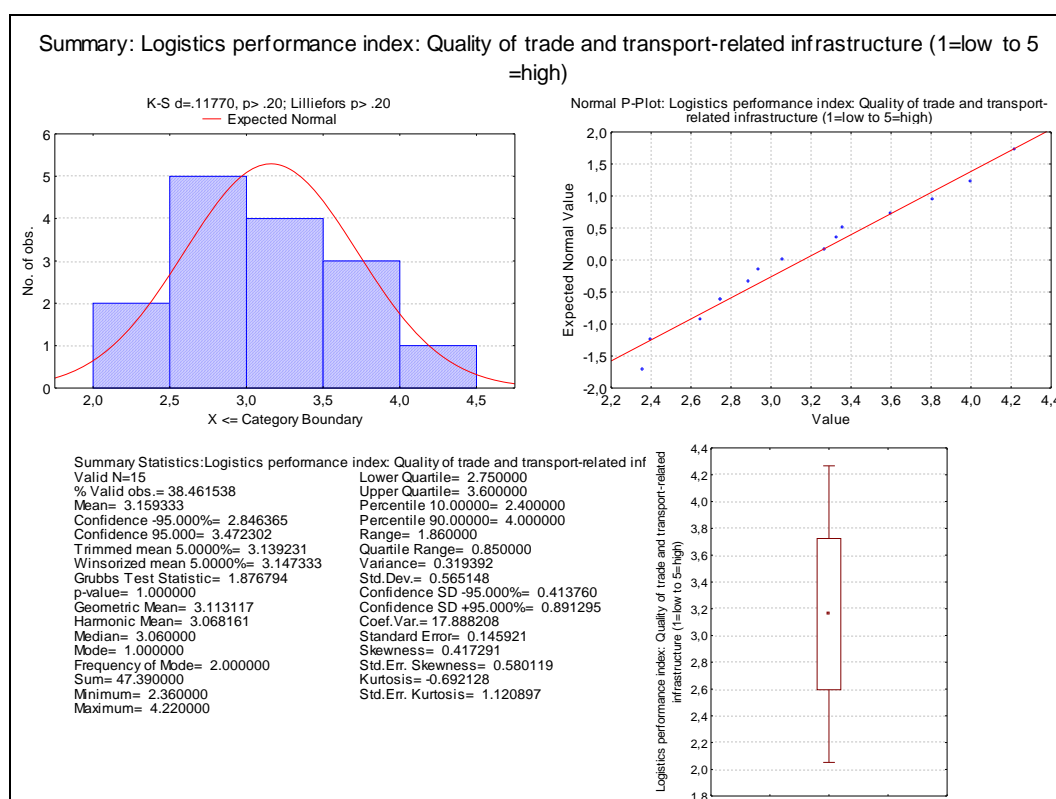 Summary: Logistics performance index: Quality of trade and transport-related infrastructure (1=low to 5
=high)
K-S d=.11770, p> .20; Lilliefors p> .20
Expected Normal
6
5
4
3
2
1
0
No. of obs.
2,0 2,5 3,0 3,5 4,0 4,5
X <= Category Boundary
Normal P-Plot: Logistics performance index: Quality of trade and transport-
related infrastructure (1=low to 5=high)
2,0
1,5
1,0
0,5
0,0
-0,5
-1,0
-1,5
-2,0
Expected Normal Value
2,2 2,4 2,6 2,8 3,0 3,2 3,4 3,6 3,8 4,0 4,2 4,4
Value
Summary Statistics:Logistics performance index: Quality of trade and transport-related inf
Valid N=15
% Valid obs.= 38.461538
Mean= 3.159333
Confidence -95.000%= 2.846365
Confidence 95.000= 3.472302
Trimmed mean 5.0000%= 3.139231
Winsorized mean 5.0000%= 3.147333
Grubbs Test Statistic= 1.876794
p-value= 1.000000
Geometric Mean= 3.113117
Harmonic Mean= 3.068161
Median= 3.060000
Mode= 1.000000
Frequency of Mode= 2.000000
Sum= 47.390000
Minimum= 2.360000
Maximum= 4.220000
Lower Quartile= 2.750000
Upper Quartile= 3.600000
Percentile 10.00000= 2.400000
Percentile 90.00000= 4.000000
Range= 1.860000
Quartile Range= 0.850000
Variance= 0.319392
Std.Dev.= 0.565148
Confidence SD -95.000%= 0.413760
Confidence SD +95.000%= 0.891295
Coef.Var.= 17.888208
Standard Error= 0.145921
Skewness= 0.417291
Std.Err. Skewness= 0.580119
Kurtosis= -0.692128
Std.Err. Kurtosis= 1.120897
Logistics performance index: Quality of trade and transport-related
infrastructure (1=low to 5=high)
4,4
4,2
4,0
3,8
3,6
3,4
3,2
3,0
2,8
2,6
2,4
2,2
2,0
1,8